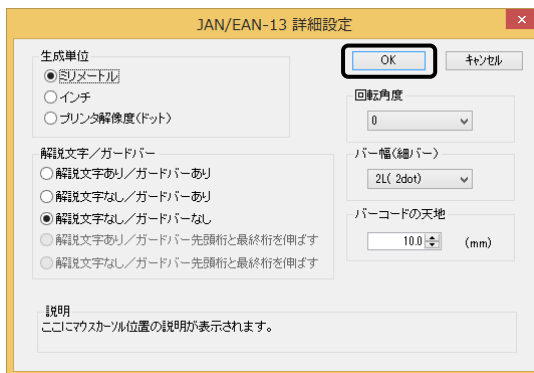 JAN/EAN-13 詳細設定
生成単位
ミリメートル
インチ
プリンタ解像度(ドット)
OK
キャンセル
回転角度
0
解説文字/ガードバー
解説文字あり/ガードバーあり
解説文字なし/ガードバーあり
解説文字なし/ガードバーなし
解説文字あり/ガードバー先頭桁と最終桁を伸ばす
解説文字なし/ガードバー先頭桁と最終桁を伸ばす
バー幅(細バー)
2L( 2dot)
バーコードの天地
10.0 (mm)
説明
ここにマウスカーソル位置の説明が表示されます。